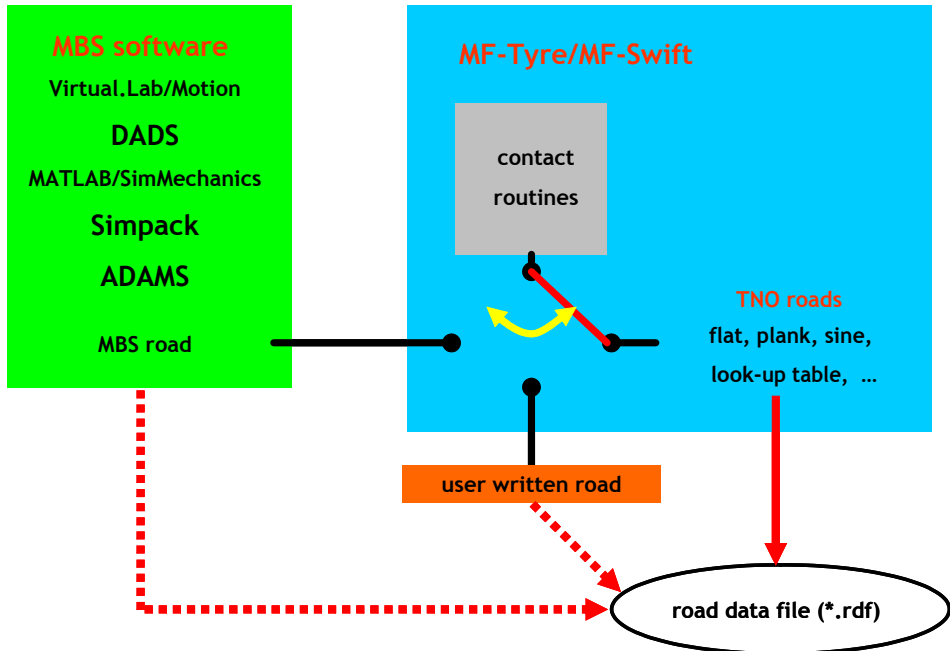 MBS software
Virtual.Lab/Motion
DADS
MATLAB/SimMechanics
Simpack
ADAMS
MBS road
MF-Tyre/MF-Swift
contact
routines
TNO roads
flat, plank, sine,
look-up table, ...
user written road
road data file (*.rdf)